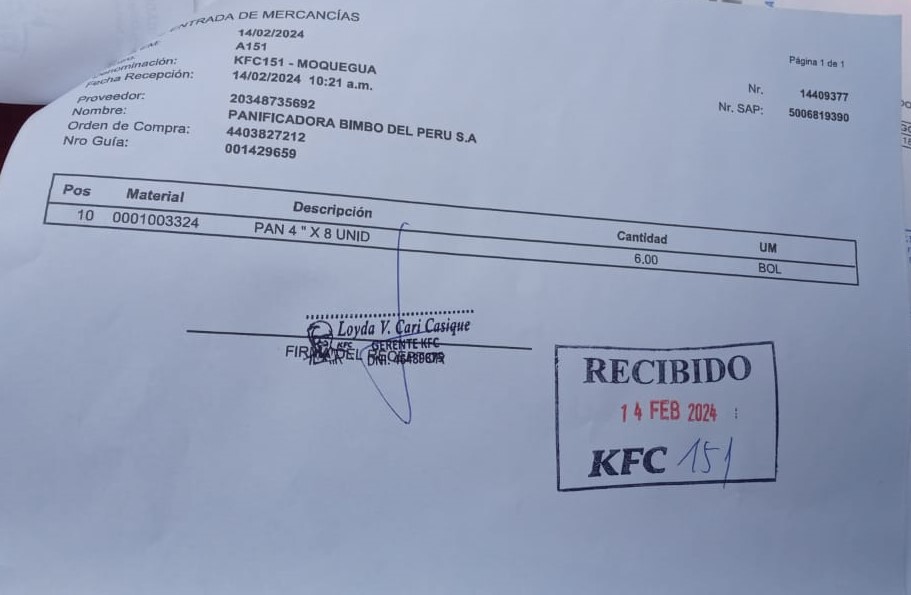 ENTRADA DE MERCANCÍAS
14/02/2024
A151
KFC151 - MOQUEGUA
Fecha Recepción: 14/02/2024 10:21 a.m.
Página 1 de 1
Nr. 14409377
Nr. SAP: 5006819390
Proveedor: 20348735692
Nombre: PANIFICADORA BIMBO DEL PERU S.A
Orden de Compra: 4403827212
Nro Guía: 001429659
Pos Material Descripción Cantidad UM
10 0001003324 PAN 4 " X 8 UNID 6.00 BOL
Loyda V. Cari Casique
KFC GERENTE KFC
DNI:
RECIBIDO
14 FEB 2024
KFC 151